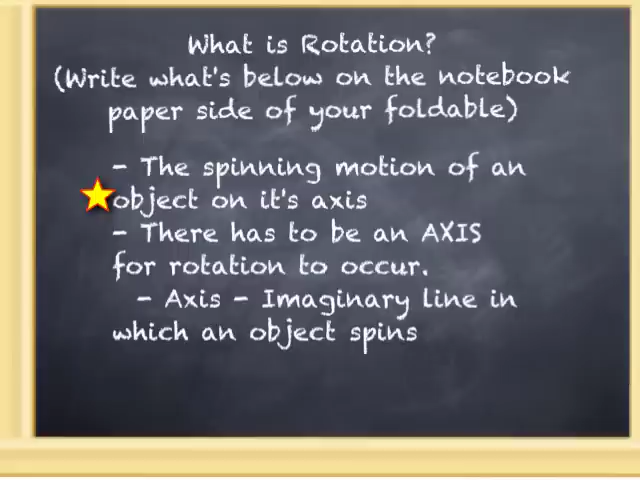 What is Rotation?
(Write what's below on the notebook
paper side of your foldable)
- The spinning motion of an
object on it's axis
- There has to be an AXIS
for rotation to occur.
- Axis - Imaginary line in
which an object spins